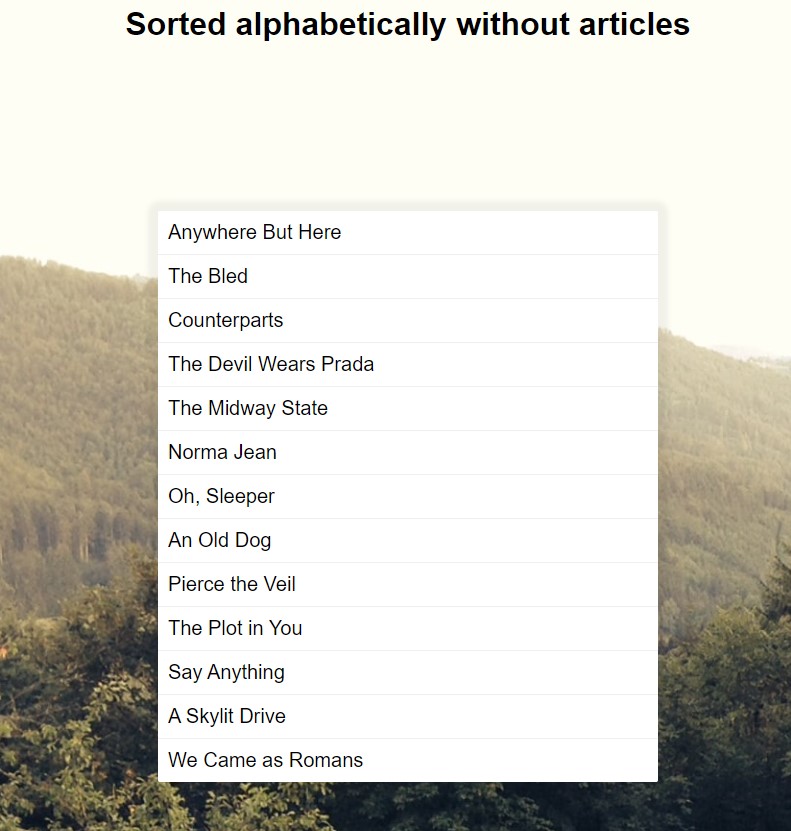 Sorted alphabetically without articles
Anywhere But Here
The Bled
Counterparts
The Devil Wears Prada
The Midway State
Norma Jean
Oh, Sleeper
An Old Dog
Pierce the Veil
The Plot in You
Say Anything
A Skylit Drive
We Came as Romans